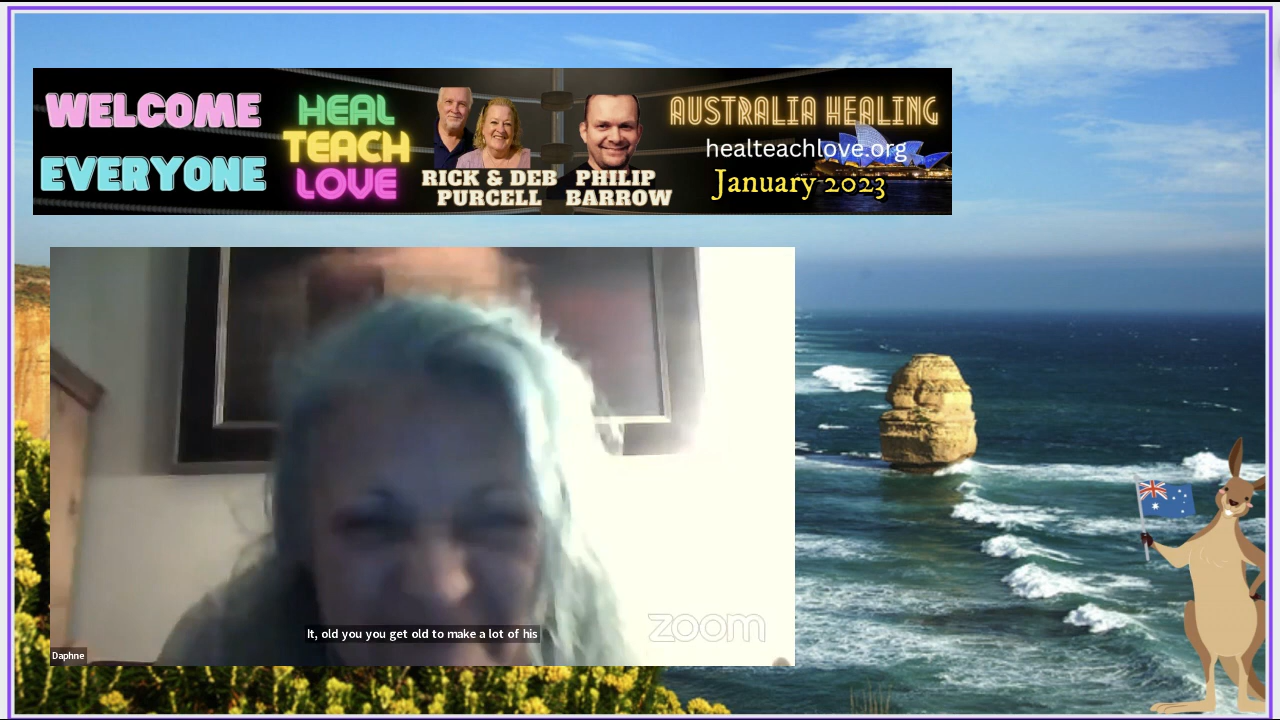 WELCOME
EVERYONE
HEAL
TEACH
LOVE
RICK & DEB
PURCELL
PHILIP
BARROW
AUSTRALIA HEALING
healteachlove.org
January 2023
It, old you you get old to make a lot of his
zoom
Daphne